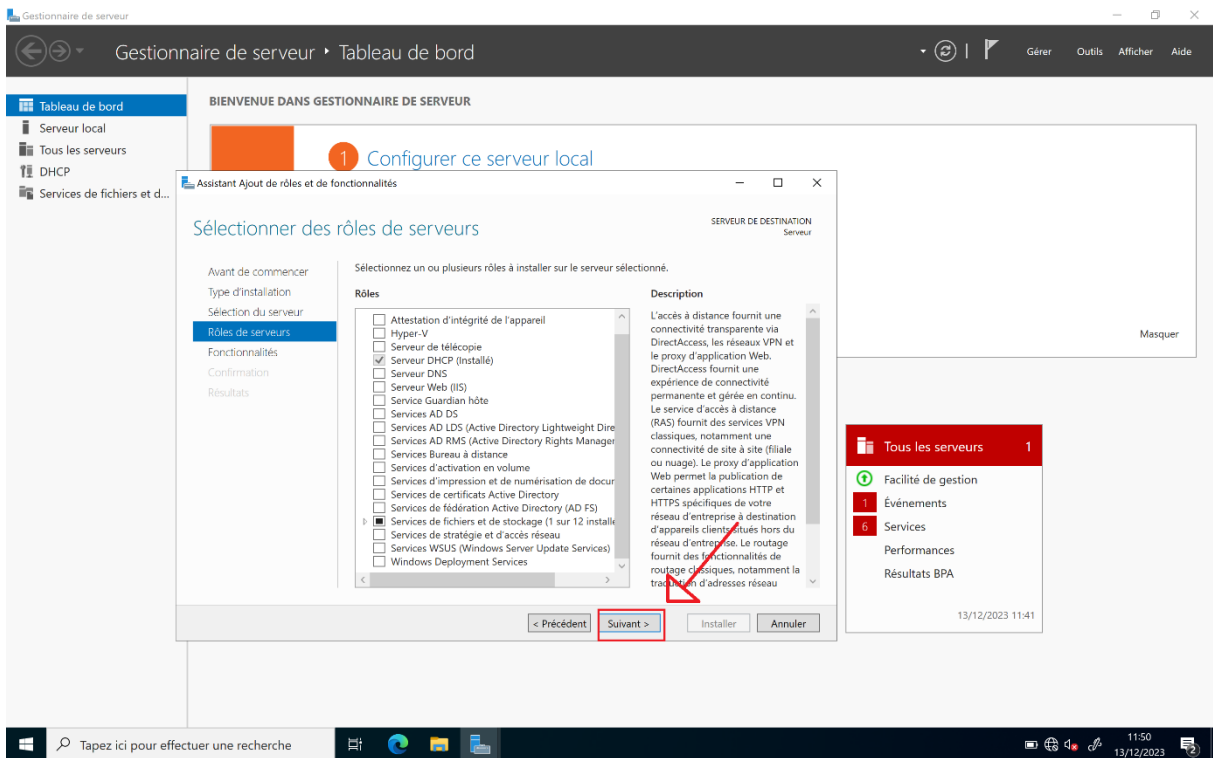 Gestionnaire de serveur
Gestionnaire de serveur • Tableau de bord
Gérer Outils Afficher Aide
Tableau de bord
Serveur local
Tous les serveurs
DHCP
Services de fichiers et d...
BIENVENUE DANS GESTIONNAIRE DE SERVEUR
1 Configurer ce serveur local
Masquer
Assistant Ajout de rôles et de fonctionnalités
Sélectionner des rôles de serveurs
SERVEUR DE DESTINATION
Serveur
Avant de commencer
Type d'installation
Sélection du serveur
Rôles de serveurs
Fonctionnalités
Confirmation
Résultats
Sélectionnez un ou plusieurs rôles à installer sur le serveur sélectionné.
Rôles
Attestation d'intégrité de l'appareil
Hyper-V
Serveur de télécopie
Serveur DHCP (Installé)
Serveur DNS
Serveur Web (IIS)
Service Guardian hôte
Services AD DS
Services AD LDS (Active Directory Lightweight Dire
Services AD RMS (Active Directory Rights Manager
Services Bureau à distance
Services d'activation en volume
Services d'impression et de numérisation de docur
Services de certificats Active Directory
Services de fédération Active Directory (AD FS)
Services de fichiers et de stockage (1 sur 12 installé
Services de stratégie et d'accès réseau
Services WSUS (Windows Server Update Services)
Windows Deployment Services
Description
L'accès à distance fournit une
connectivité transparente via
DirectAccess, les réseaux VPN et
le proxy d'application Web.
DirectAccess fournit une
expérience de connectivité
permanente et gérée en continu.
Le service d'accès à distance
(RAS) fournit des services VPN
classiques, notamment une
connectivité de site à site (filiale
ou nuage). Le proxy d'application
Web permet la publication de
certaines applications HTTP et
HTTPS spécifiques de votre
réseau d'entreprise à destination
d'appareils clients situés hors du
réseau d'entreprise. Le routage
fournit des fonctionnalités de
routage classiques, notamment la
traduction d'adresses réseau
< Précédent Suivant > Installer Annuler
Tous les serveurs 1
Facilité de gestion
1 Événements
6 Services
Performances
Résultats BPA
13/12/2023 11:41
Tapez ici pour effectuer une recherche
11:50
13/12/2023
2